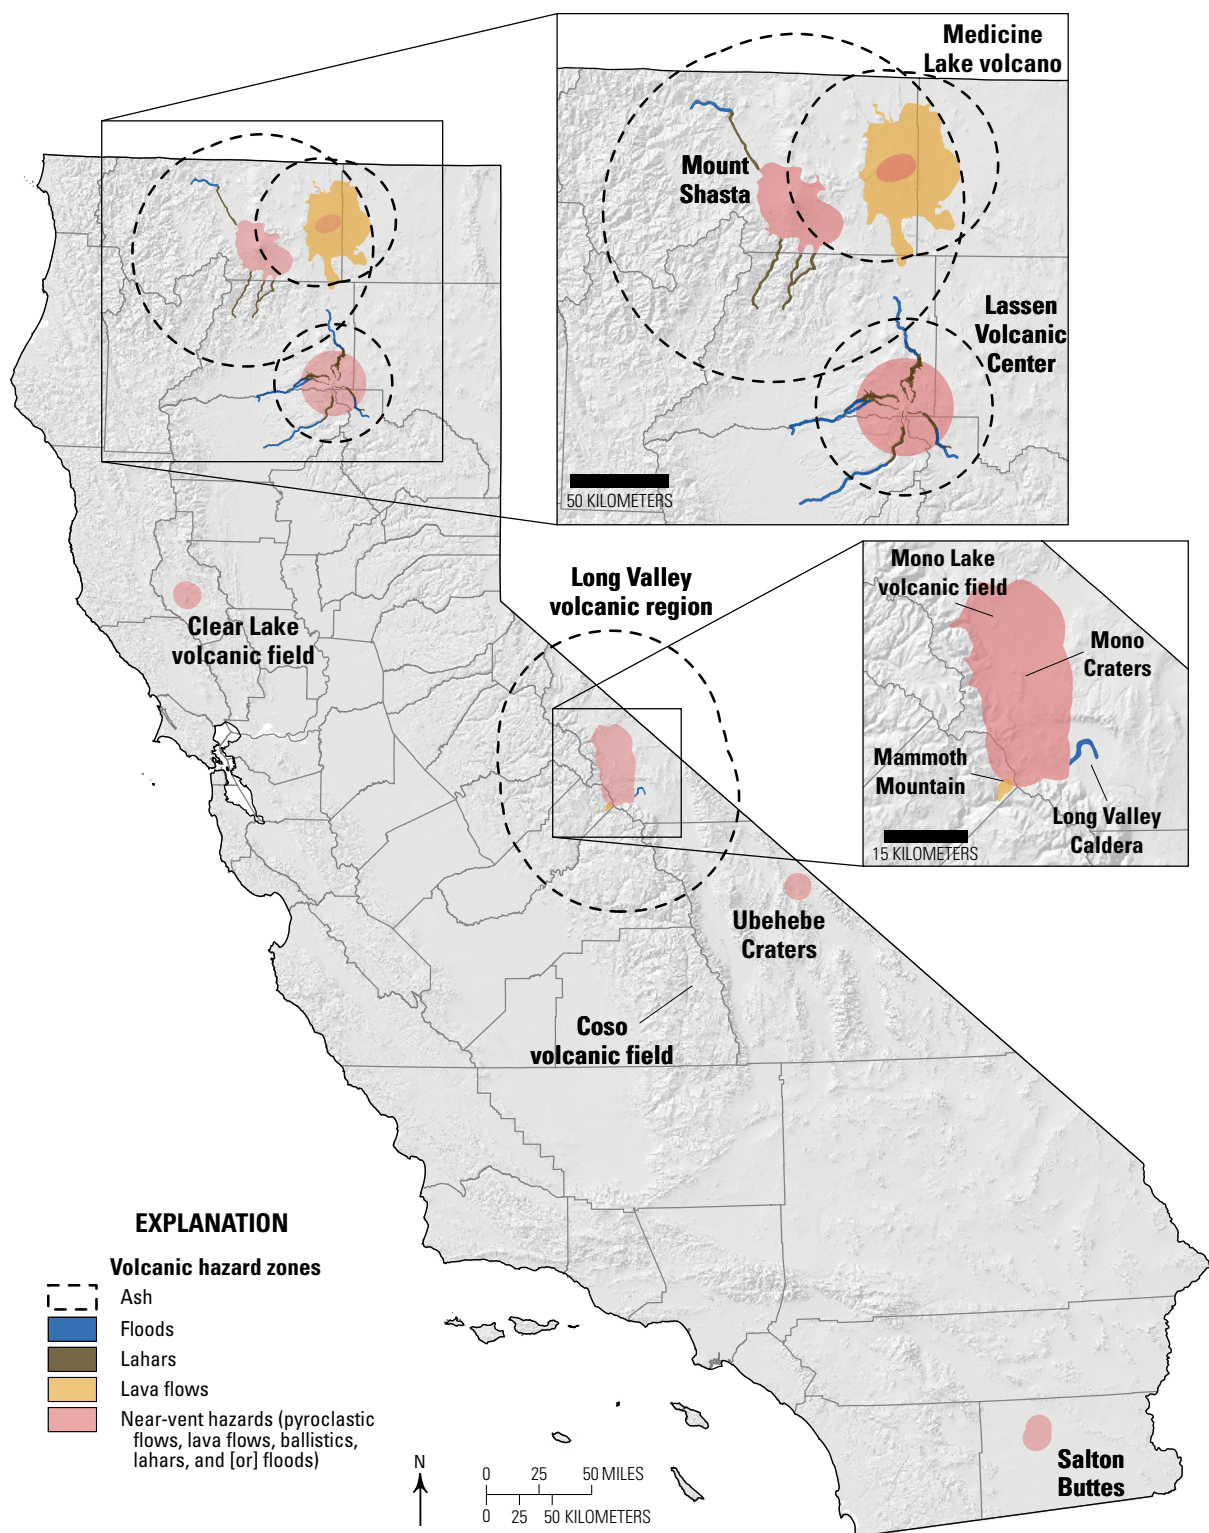 Medicine
Lake volcano
Mount
Shasta
Lassen
Volcanic
Center
50 KILOMETERS
Long Valley
volcanic region
Mono Lake
volcanic field
Mono
Craters
Mammoth
Mountain
Long Valley
Caldera
15 KILOMETERS
Clear Lake
volcanic field
Ubehebe
Craters
Coso
volcanic field
EXPLANATION
Volcanic hazard zones
Ash
Floods
Lahars
Lava flows
Near-vent hazards (pyroclastic
flows, lava flows, ballistics,
lahars, and [or] floods)
N
0 25 50 MILES
0 25 50 KILOMETERS
Salton
Buttes